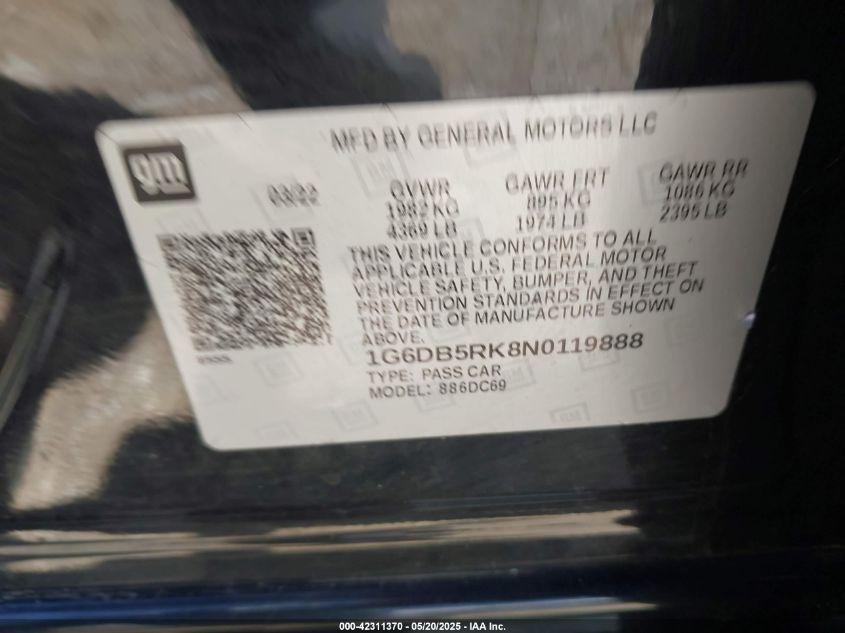 MFD BY GENERAL MOTORS LLC
gm
03/22
GVWR
1982 KG
4369 LB
GAWR FRT
895 KG
1974 LB
GAWR RR
1086 KG
2395 LB
THIS VEHICLE CONFORMS TO ALL
APPLICABLE U.S. FEDERAL MOTOR
VEHICLE SAFETY, BUMPER, AND THEFT
PREVENTION STANDARDS IN EFFECT ON
THE DATE OF MANUFACTURE SHOWN
ABOVE.
1G6DB5RK8N0119888
TYPE: PASS CAR
MODEL: 886DC69
000-42311370 - 05/20/2025 - IAA Inc.